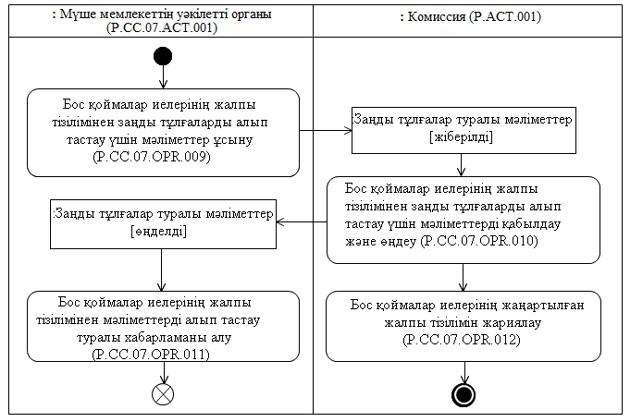 : Мүше мемлекеттің уәкілетті органы
(P.CC.07.ACT.001)
: Комиссия (P.ACT.001)
Бос қоймалар иелерінің жалпы
тізілімінен заңды тұлғаларды алып
тастау үшін мәліметтер ұсыну
(P.CC.07.OPR.009)
:Заңды тұлғалар туралы мәліметтер
[жіберілді]
Бос қоймалар иелерінің жалпы
тізілімінен заңды тұлғаларды алып
тастау үшін мәліметтерді қабылдау
және өңдеу (P.CC.07.OPR.010)
:Заңды тұлғалар туралы мәліметтер
[өңделді]
Бос қоймалар иелерінің жалпы
тізілімінен мәліметтерді алып тастау
туралы хабарламаны алу
(P.CC.07.OPR.011)
Бос қоймалар иелерінің жаңартылған
жалпы тізілімін жариялау
(P.CC.07.OPR.012)